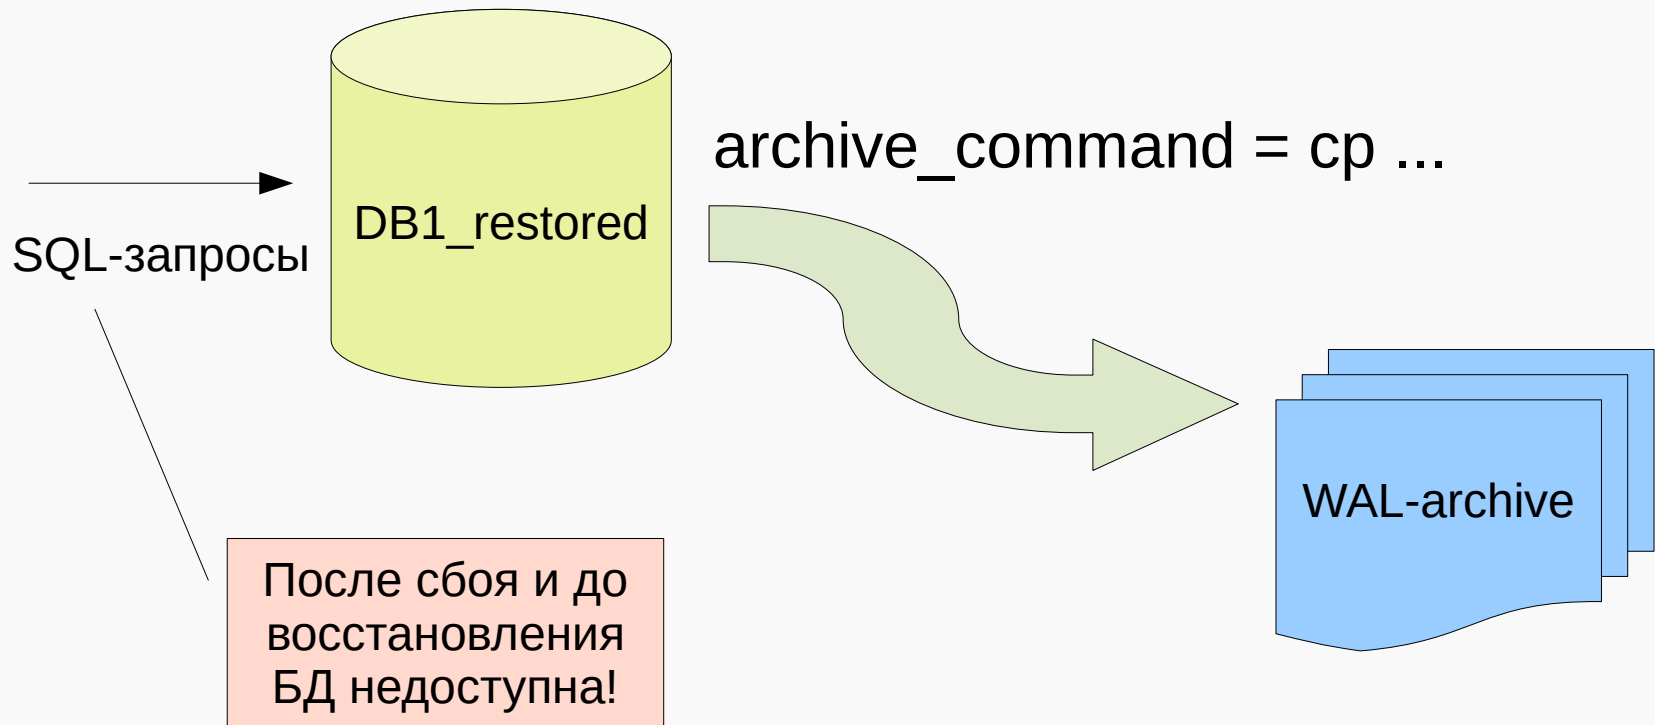 archive_command = cp ...
DB1_restored
SQL-запросы
WAL-archive
После сбоя и до
восстановления
БД недоступна!